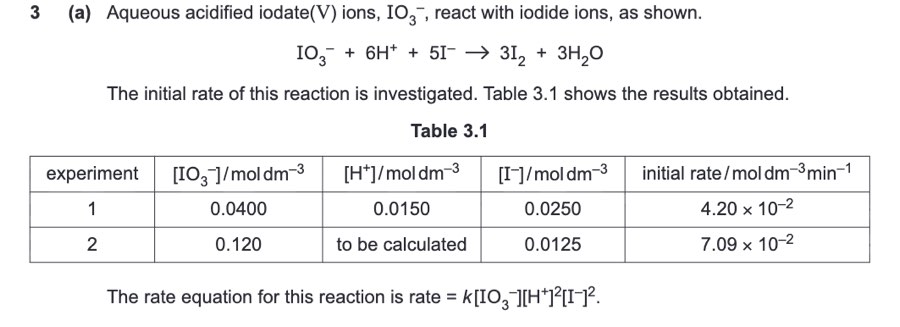 3 (a) Aqueous acidified iodate(V) ions, IO₃⁻, react with iodide ions, as shown.
IO₃⁻ + 6H⁺ + 5I⁻ → 3I₂ + 3H₂O
The initial rate of this reaction is investigated. Table 3.1 shows the results obtained.
Table 3.1
experiment [IO₃⁻]/mol dm⁻³ [H⁺]/mol dm⁻³ [I⁻]/mol dm⁻³ initial rate/mol dm⁻³ min⁻¹
1 0.0400 0.0150 0.0250 4.20 × 10⁻²
2 0.120 to be calculated 0.0125 7.09 × 10⁻²
The rate equation for this reaction is rate = k[IO₃⁻][H⁺]²[I⁻]².